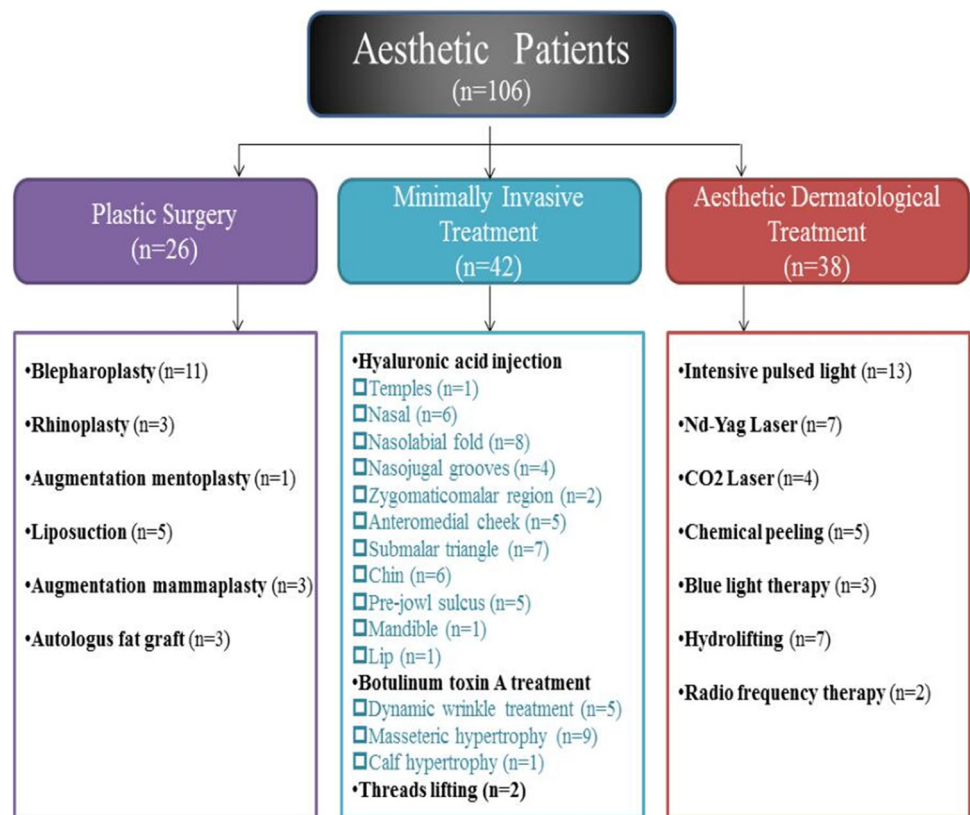 Aesthetic Patients
(n=106)
Plastic Surgery
(n=26)
Minimally Invasive
Treatment
(n=42)
Aesthetic Dermatological
Treatment
(n=38)
•Blepharoplasty (n=11)
•Rhinoplasty (n=3)
•Augmentation mentoplasty (n=1)
•Liposuction (n=5)
•Augmentation mammaplasty (n=3)
•Autologus fat graft (n=3)
•Hyaluronic acid injection
☐Temples (n=1)
☐Nasal (n=6)
☐Nasolabial fold (n=8)
☐Nasojugal grooves (n=4)
☐Zygomaticomalar region (n=2)
☐Anteromedial cheek (n=5)
☐Submalar triangle (n=7)
☐Chin (n=6)
☐Pre-jowl sulcus (n=5)
☐Mandible (n=1)
☐Lip (n=1)
•Botulinum toxin A treatment
☐Dynamic wrinkle treatment (n=5)
☐Masseteric hypertrophy (n=9)
☐Calf hypertrophy (n=1)
•Threads lifting (n=2)
•Intensive pulsed light (n=13)
•Nd-Yag Laser (n=7)
•CO2 Laser (n=4)
•Chemical peeling (n=5)
•Blue light therapy (n=3)
•Hydrolifting (n=7)
•Radio frequency therapy (n=2)